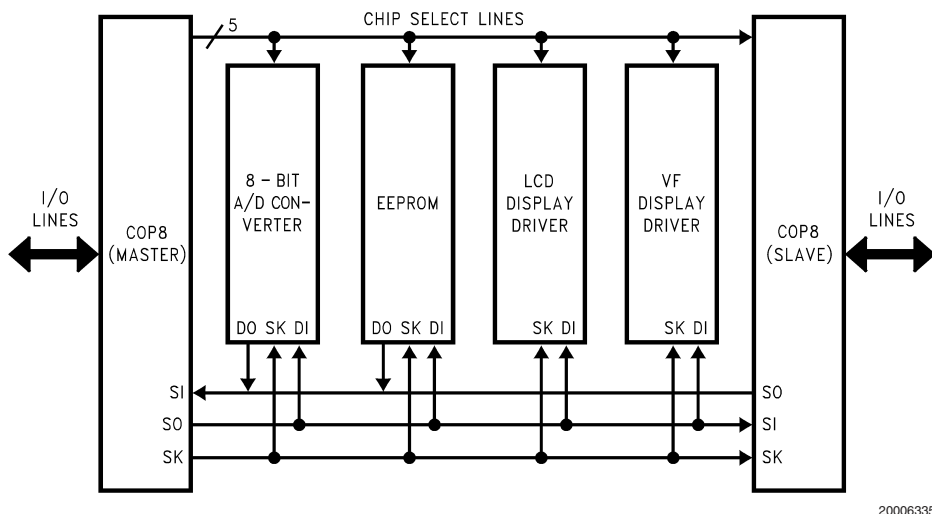 CHIP SELECT LINES
5
8 – BIT
A/D CON-
VERTER
EEPROM
LCD
DISPLAY
DRIVER
VF
DISPLAY
DRIVER
I/O
LINES
COP8
(MASTER)
COP8
(SLAVE)
I/O
LINES
DO SK DI
DO SK DI
SK DI
SK DI
SI
SO
SO
SI
SK
SK
20006335